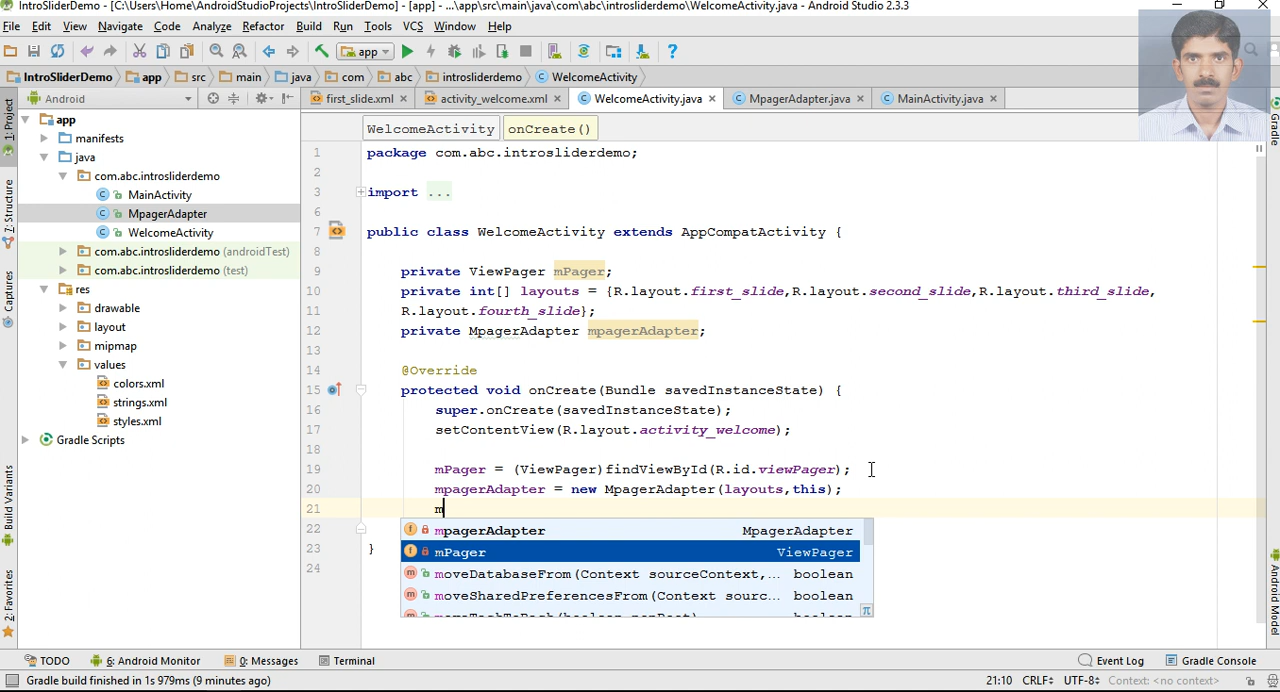 IntroSliderDemo - [C:\Users\Home\AndroidStudioProjects\IntroSliderDemo] - [app] - ...\app\src\main\java\com\abc\introsliderdemo\WelcomeActivity.java - Android Studio 2.3.3
File Edit View Navigate Code Analyze Refactor Build Run Tools VCS Window Help
app
IntroSliderDemo app src main java com abc introsliderdemo WelcomeActivity
Android first_slide.xml activity_welcome.xml WelcomeActivity.java MpagerAdapter.java MainActivity.java
WelcomeActivity onCreate()
1: Project
Z: Structure
Captures
Build Variants
2: Favorites
app
manifests
java
com.abc.introsliderdemo
MainActivity
MpagerAdapter
WelcomeActivity
com.abc.introsliderdemo (androidTest)
com.abc.introsliderdemo (test)
res
drawable
layout
mipmap
values
colors.xml
strings.xml
styles.xml
Gradle Scripts
1 package com.abc.introsliderdemo;
2
3 import ...
6
7 public class WelcomeActivity extends AppCompatActivity {
8
9 private ViewPager mPager;
10 private int[] layouts = {R.layout.first_slide,R.layout.second_slide,R.layout.third_slide,
11 R.layout.fourth_slide};
12 private MpagerAdapter mpagerAdapter;
13
14 @Override
15 protected void onCreate(Bundle savedInstanceState) {
16 super.onCreate(savedInstanceState);
17 setContentView(R.layout.activity_welcome);
18
19 mPager = (ViewPager)findViewById(R.id.viewPager);
20 mpagerAdapter = new MpagerAdapter(layouts,this);
21 m
22
23 }
24
mpagerAdapter MpagerAdapter
mPager ViewPager
moveDatabaseFrom(Context sourceContext,... boolean
moveSharedPreferencesFrom(Context sourc... boolean
Gradle
Android Model
TODO 6: Android Monitor 0: Messages Terminal Event Log Gradle Console
Gradle build finished in 1s 979ms (9 minutes ago) 21:10 CRLF UTF-8 Context: <no context>